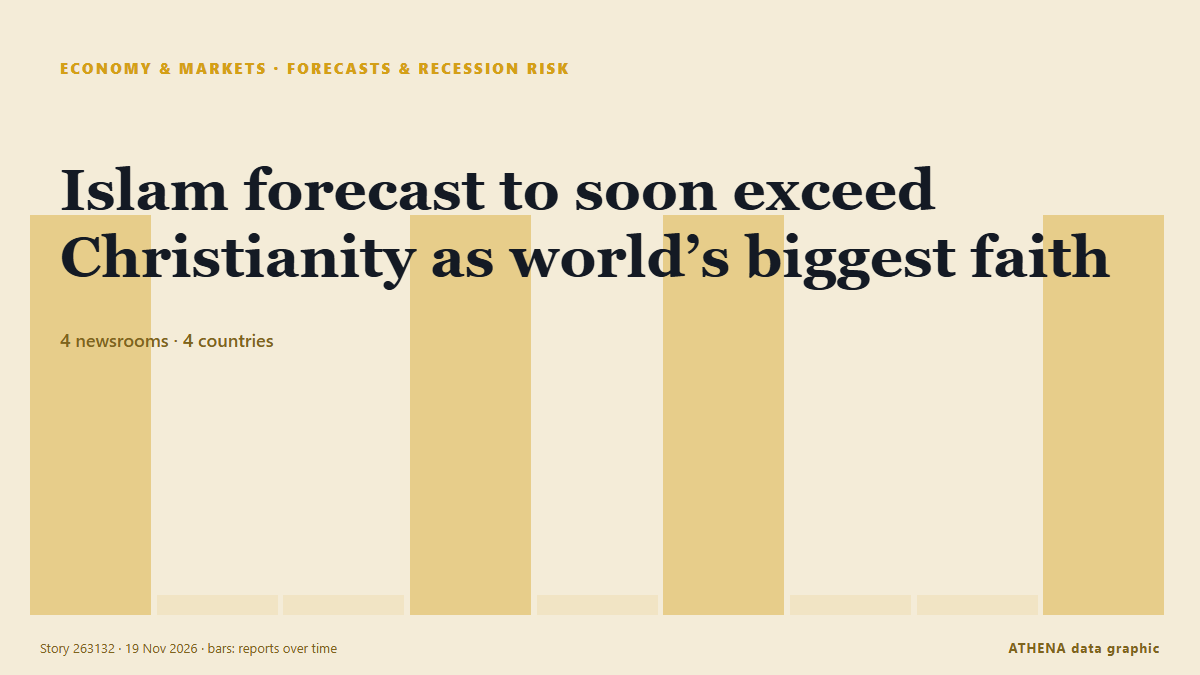 ECONOMY & MARKETS · FORECASTS & RECESSION RISK
Islam forecast to soon exceed
Christianity as world’s biggest faith
4 newsrooms · 4 countries
Story 263132 · 19 Nov 2026 · bars: reports over time
ATHENA data graphic